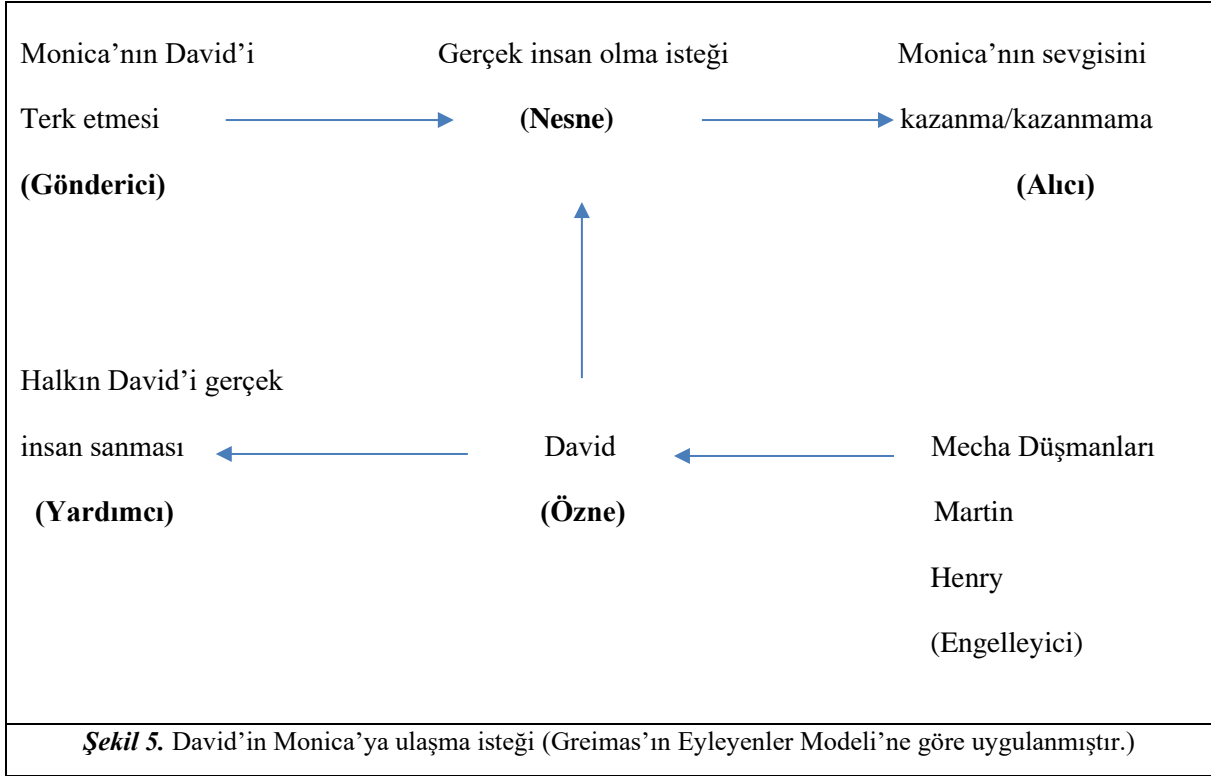 Monica’nın David’i Gerçek insan olma isteği Monica’nın sevgisini
Terk etmesi (Nesne) kazanma/kazanmama
(Gönderici) (Alıcı)
Halkın David’i gerçek
insan sanması David Mecha Düşmanları
(Yardımcı) (Özne) Martin
Henry
(Engelleyici)
Şekil 5. David’in Monica’ya ulaşma isteği (Greimas’ın Eyleyenler Modeli’ne göre uygulanmıştır.)